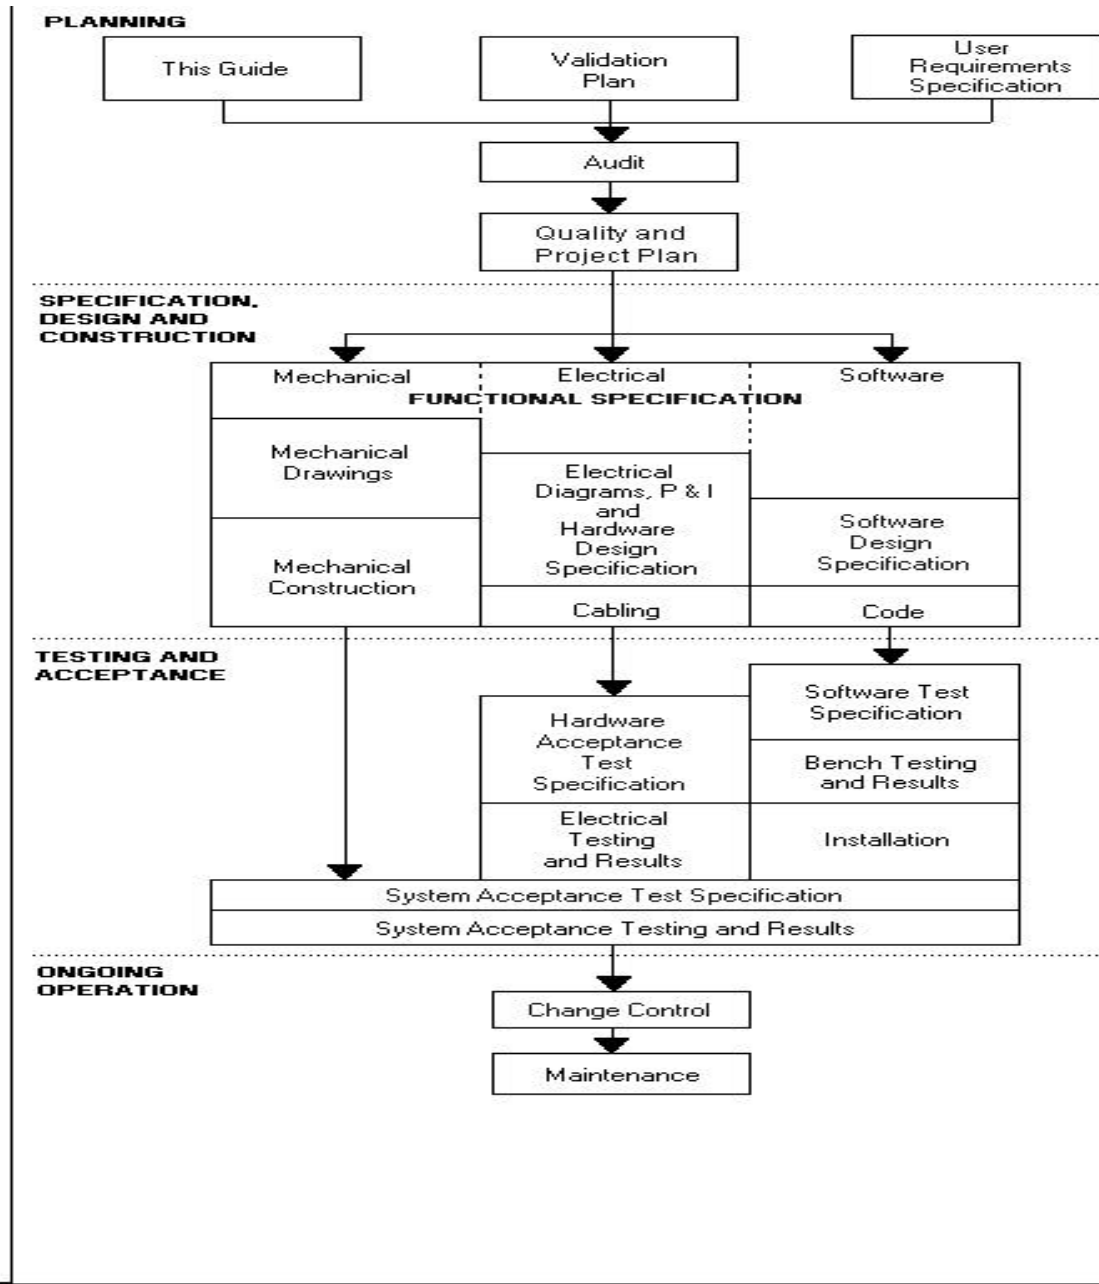 PLANNING
This Guide
Validation
Plan
User
Requirements
Specification
Audit
Quality and
Project Plan
SPECIFICATION,
DESIGN AND
CONSTRUCTION
Mechanical
Electrical
Software
FUNCTIONAL SPECIFICATION
Mechanical
Drawings
Electrical
Diagrams, P & I
and
Hardware
Design
Specification
Software
Design
Specification
Mechanical
Construction
Cabling
Code
TESTING AND
ACCEPTANCE
Hardware
Acceptance
Test
Specification
Software Test
Specification
Bench Testing
and Results
Electrical
Testing
and Results
Installation
System Acceptance Test Specification
System Acceptance Testing and Results
ONGOING
OPERATION
Change Control
Maintenance